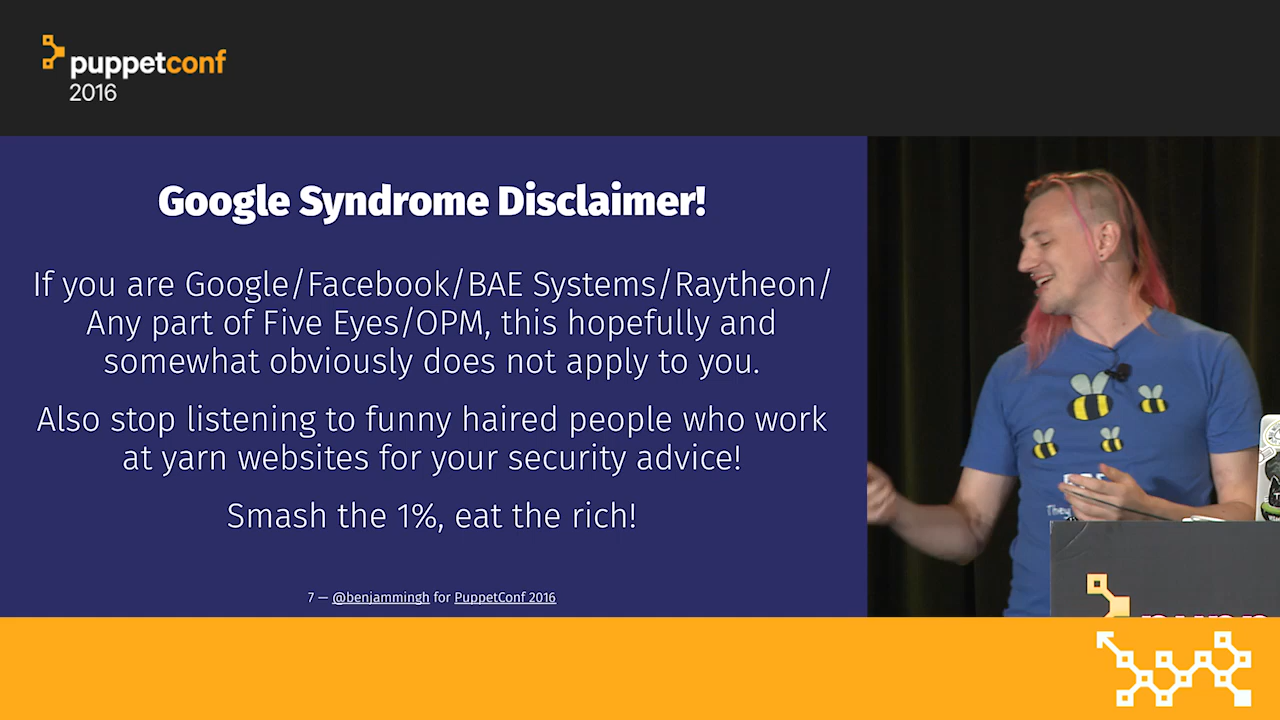 puppetconf
2016
Google Syndrome Disclaimer!
If you are Google/Facebook/BAE Systems/Raytheon/
Any part of Five Eyes/OPM, this hopefully and
somewhat obviously does not apply to you.
Also stop listening to funny haired people who work
at yarn websites for your security advice!
Smash the 1%, eat the rich!
7 — @benjammingh for PuppetConf 2016
They